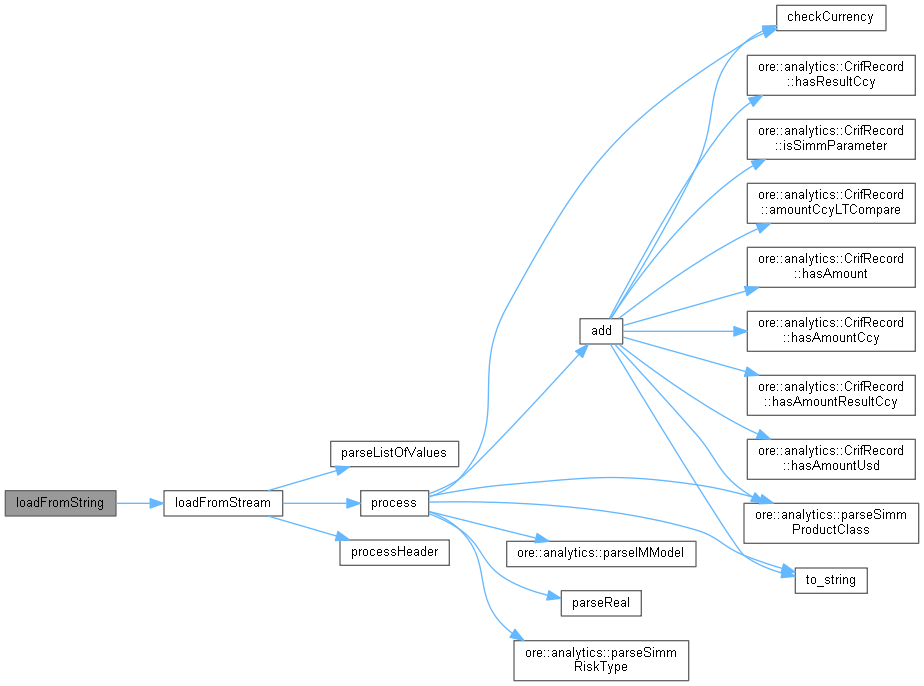 checkCurrency
ore::analytics::CrifRecord
::hasResultCcy
ore::analytics::CrifRecord
::isSimmParameter
ore::analytics::CrifRecord
::amountCcyLTCompare
ore::analytics::CrifRecord
::hasAmount
add
ore::analytics::CrifRecord
::hasAmountCcy
ore::analytics::CrifRecord
::hasAmountResultCcy
ore::analytics::CrifRecord
::hasAmountUsd
parseListOfValues
loadFromString
loadFromStream
process
ore::analytics::parseSimm
ProductClass
processHeader
ore::analytics::parseIMModel
to_string
parseReal
ore::analytics::parseSimm
RiskType